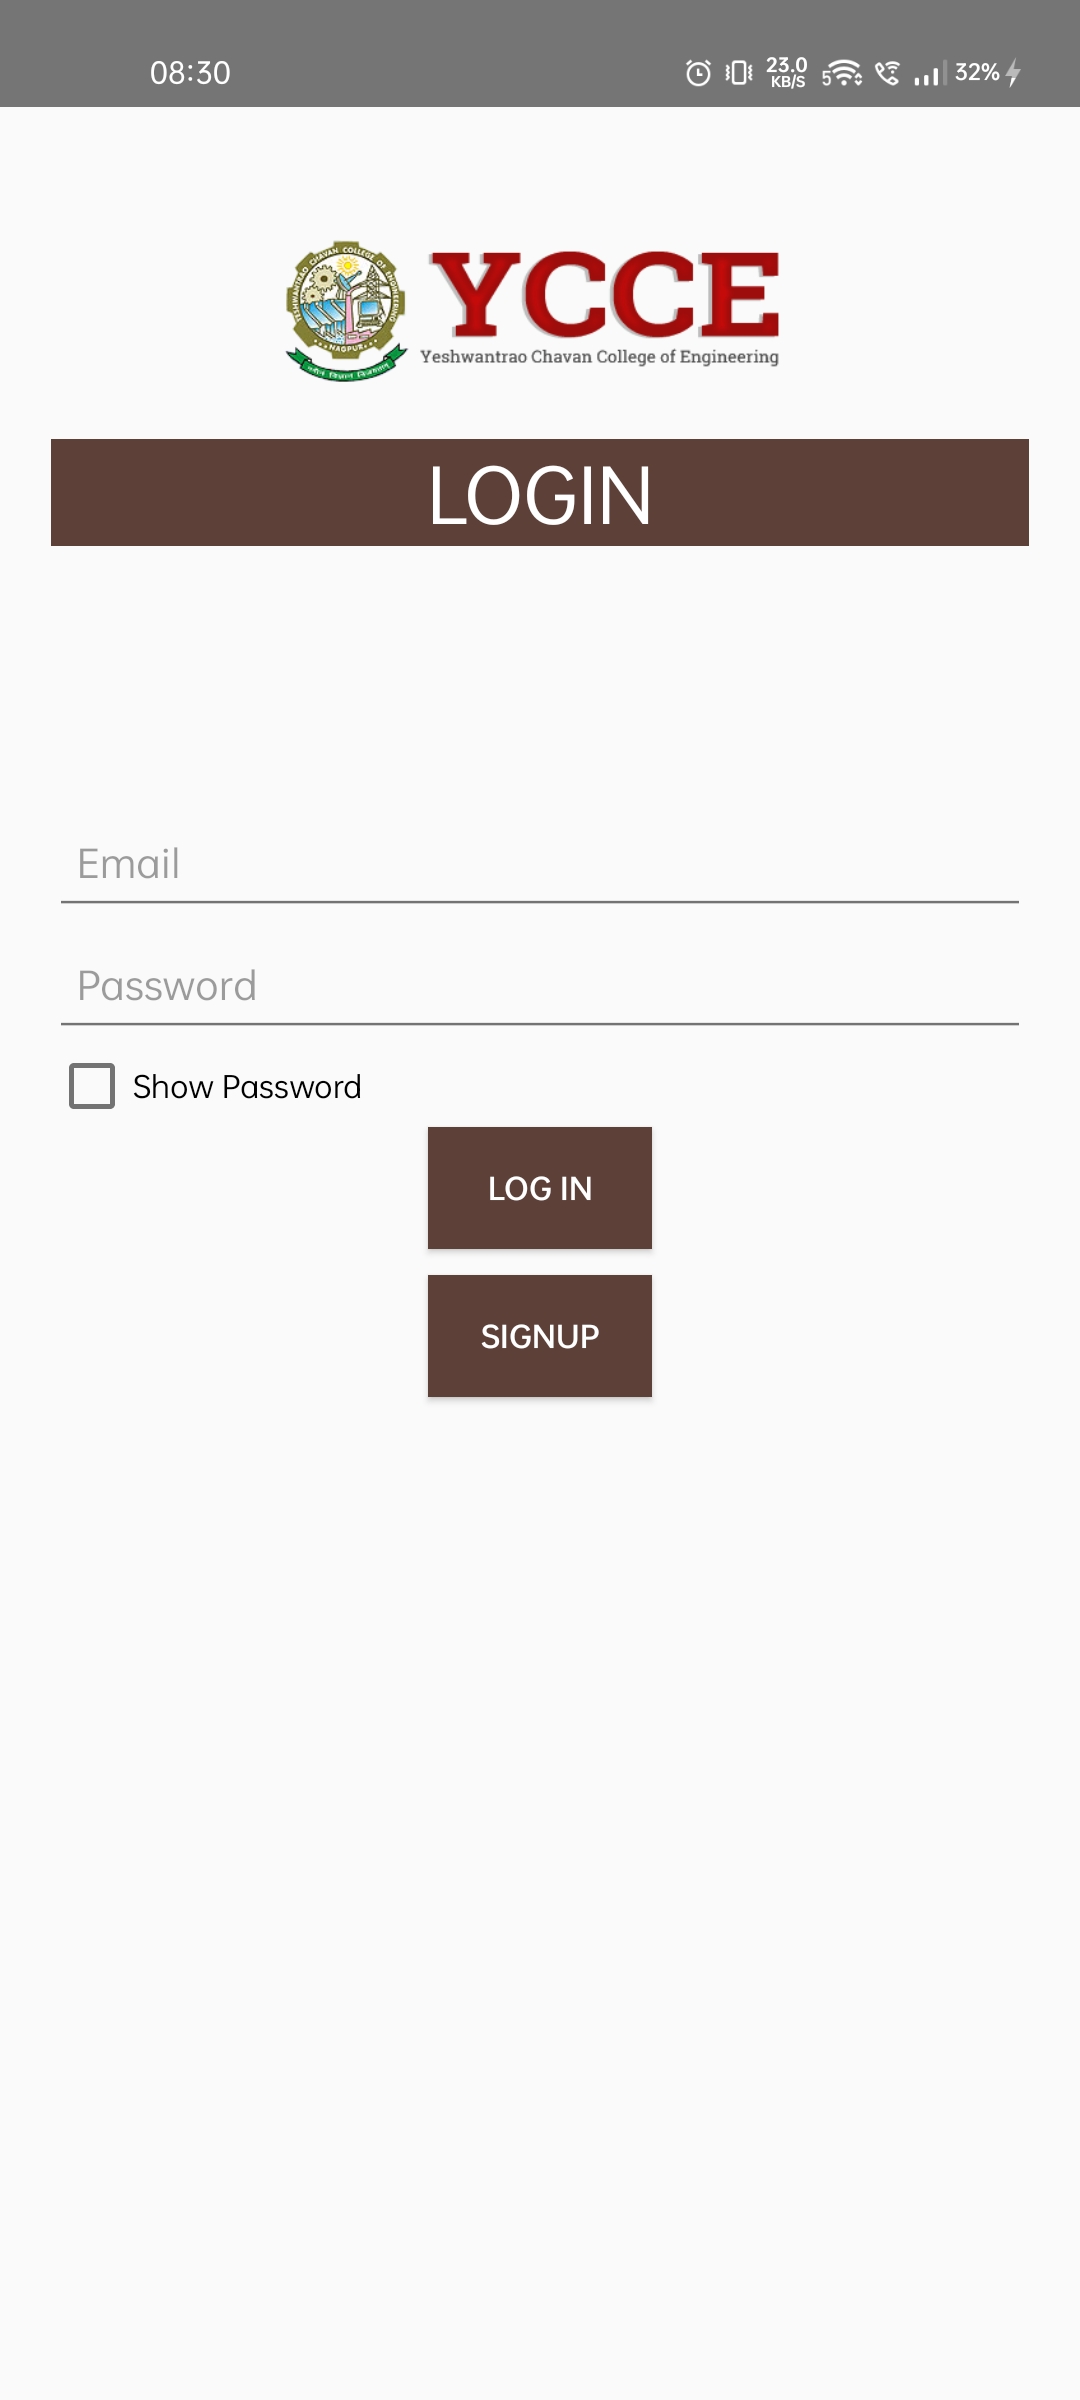 08:30
23.0
KB/S
5
32%
YESHWANTRAO CHAVAN COLLEGE OF ENGINEERING
NAGPUR
YCCE
Yeshwantrao Chavan College of Engineering
LOGIN
Email
Password
Show Password
LOG IN
SIGNUP